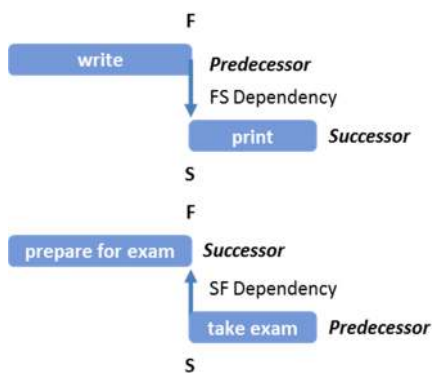 F
write Predecessor
FS Dependency
print Successor
S
F
prepare for exam Successor
SF Dependency
take exam Predecessor
S